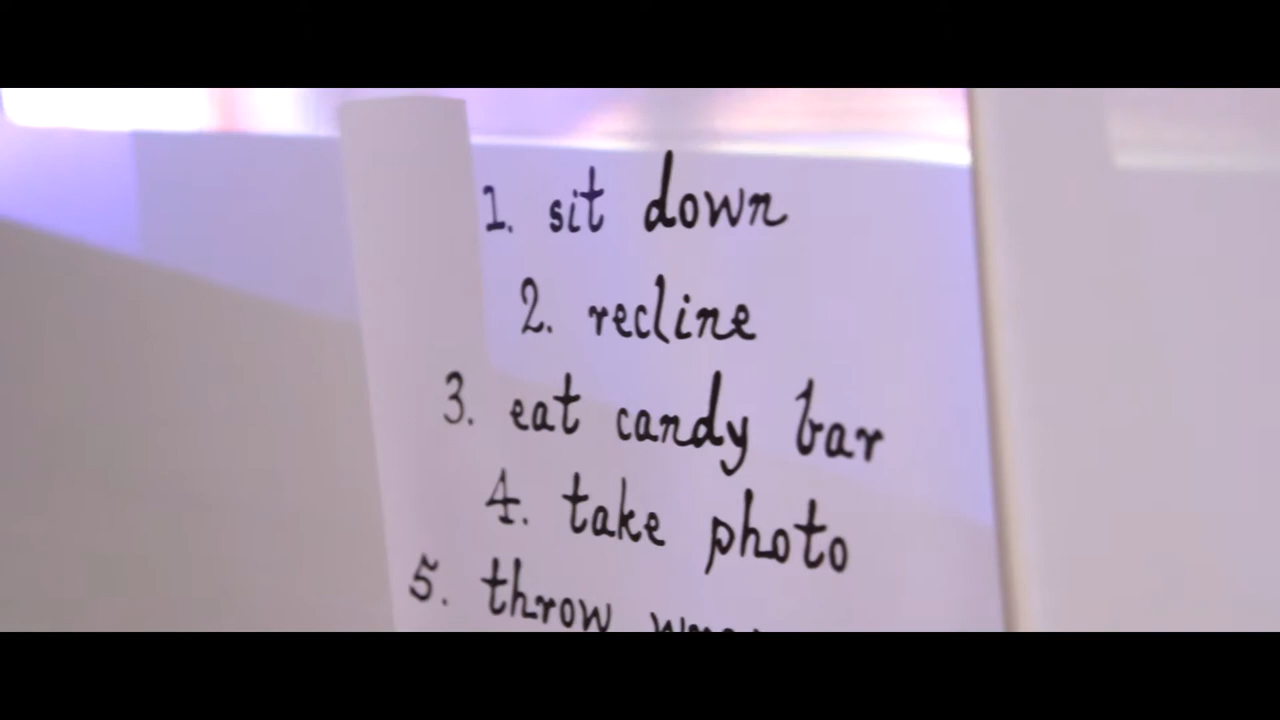 1. sit down
2. recline
3. eat candy bar
4. take photo
5. throw